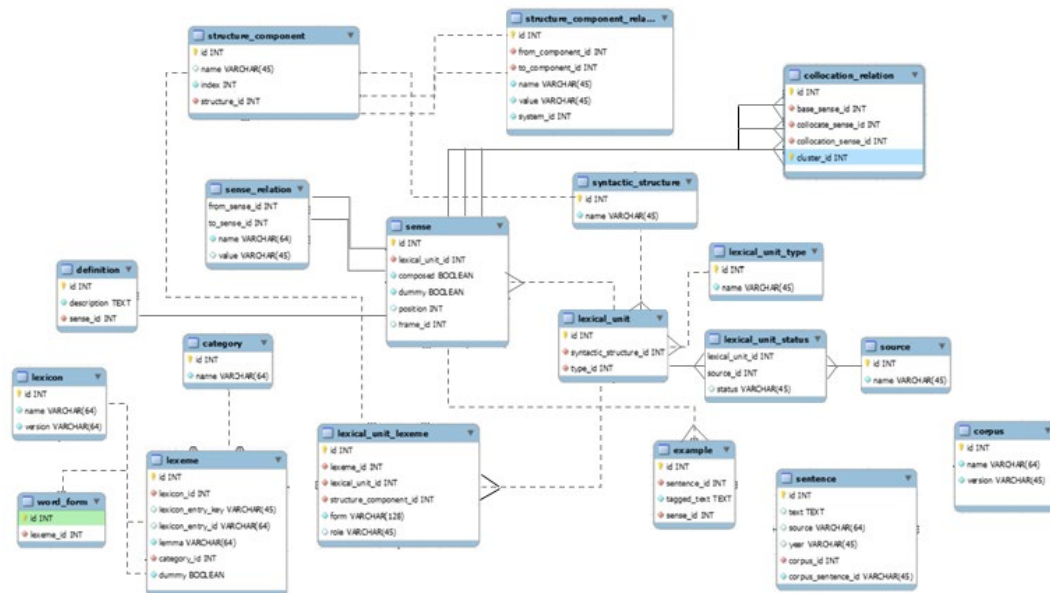 structure_component
id INT
name VARCHAR(45)
index INT
structure_id INT
structure_component_rela...
id INT
from_component_id INT
to_component_id INT
name VARCHAR(45)
value VARCHAR(45)
system_id INT
collocation_relation
id INT
base_sense_id INT
collocate_sense_id INT
collocation_sense_id INT
cluster_id INT
sense_relation
from_sense_id INT
to_sense_id INT
name VARCHAR(64)
value VARCHAR(45)
syntactic_structure
id INT
name VARCHAR(45)
sense
id INT
lexical_unit_id INT
composed BOOLEAN
dummy BOOLEAN
position INT
frame_id INT
lexical_unit_type
id INT
name VARCHAR(45)
definition
id INT
description TEXT
sense_id INT
lexical_unit
id INT
syntactic_structure_id INT
type_id INT
lexical_unit_status
lexical_unit_id INT
source_id INT
status VARCHAR(45)
source
id INT
name VARCHAR(45)
category
id INT
name VARCHAR(64)
lexicon
id INT
name VARCHAR(64)
version VARCHAR(64)
lexical_unit_lexeme
id INT
lexeme_id INT
lexical_unit_id INT
structure_component_id INT
form VARCHAR(128)
role VARCHAR(45)
corpus
id INT
name VARCHAR(64)
version VARCHAR(45)
lexeme
id INT
lexicon_id INT
lexicon_entry_key VARCHAR(45)
lexicon_entry_id VARCHAR(64)
lemma VARCHAR(64)
category_id INT
dummy BOOLEAN
example
id INT
sentence_id INT
tagged_text TEXT
sense_id INT
sentence
id INT
text TEXT
source VARCHAR(64)
year VARCHAR(45)
corpus_id INT
corpus_sentence_id VARCHAR(45)
word_form
id INT
lexeme_id INT